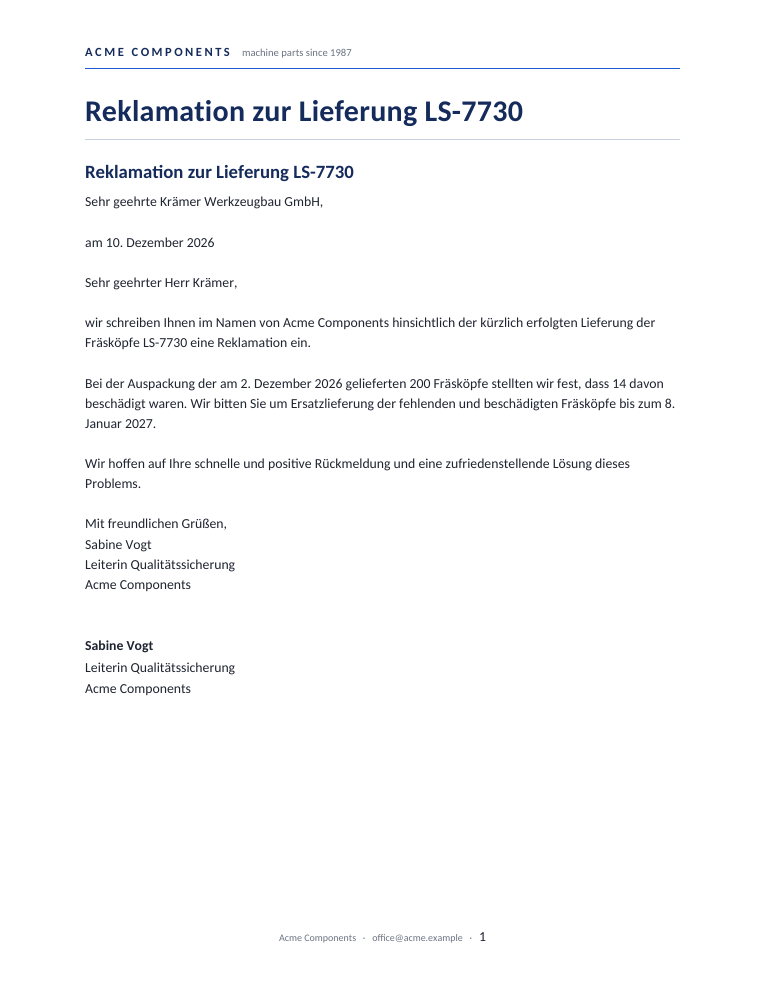 ACME COMPONENTS machine parts since 1987
Reklamation zur Lieferung LS-7730
Reklamation zur Lieferung LS-7730
Sehr geehrte Krämer Werkzeugbau GmbH,
am 10. Dezember 2026
Sehr geehrter Herr Krämer,
wir schreiben Ihnen im Namen von Acme Components hinsichtlich der kürzlich erfolgten Lieferung der
Fräsköpfe LS-7730 eine Reklamation ein.
Bei der Auspackung der am 2. Dezember 2026 gelieferten 200 Fräsköpfe stellten wir fest, dass 14 davon
beschädigt waren. Wir bitten Sie um Ersatzlieferung der fehlenden und beschädigten Fräsköpfe bis zum 8.
Januar 2027.
Wir hoffen auf Ihre schnelle und positive Rückmeldung und eine zufriedenstellende Lösung dieses
Problems.
Mit freundlichen Grüßen,
Sabine Vogt
Leiterin Qualitätssicherung
Acme Components
Sabine Vogt
Leiterin Qualitätssicherung
Acme Components
Acme Components · office@acme.example · 1